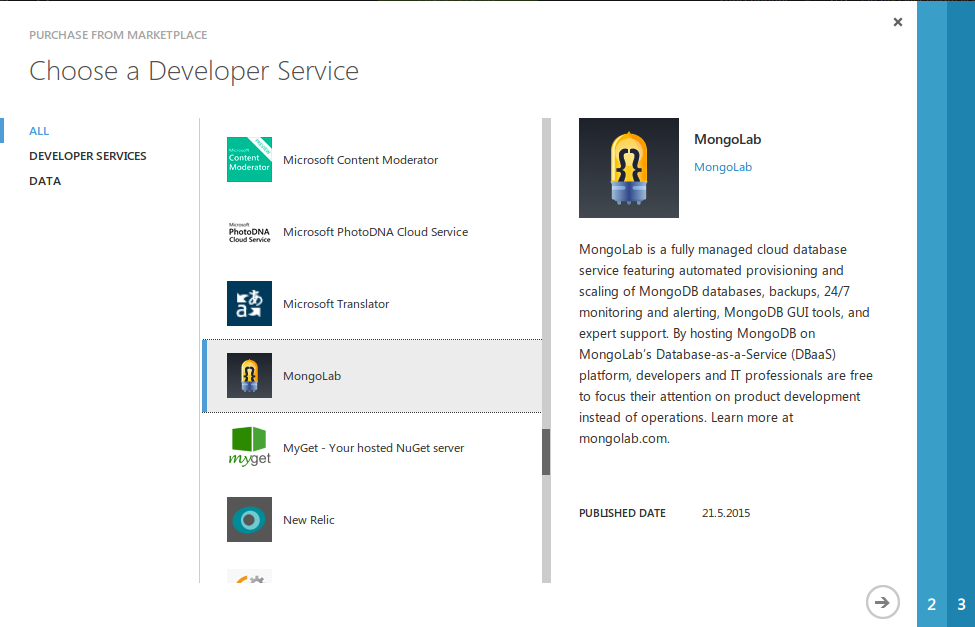 PURCHASE FROM MARKETPLACE
Choose a Developer Service
ALL
DEVELOPER SERVICES
DATA
Microsoft
Content
Moderator
PREVIEW
Microsoft Content Moderator
Microsoft
PhotoDNA
Cloud Service
Microsoft PhotoDNA Cloud Service
Microsoft Translator
MongoLab
myget
MyGet - Your hosted NuGet server
New Relic
MongoLab
MongoLab
MongoLab is a fully managed cloud database
service featuring automated provisioning and
scaling of MongoDB databases, backups, 24/7
monitoring and alerting, MongoDB GUI tools, and
expert support. By hosting MongoDB on
MongoLab's Database-as-a-Service (DBaaS)
platform, developers and IT professionals are free
to focus their attention on product development
instead of operations. Learn more at
mongolab.com.
PUBLISHED DATE 21.5.2015
2 3